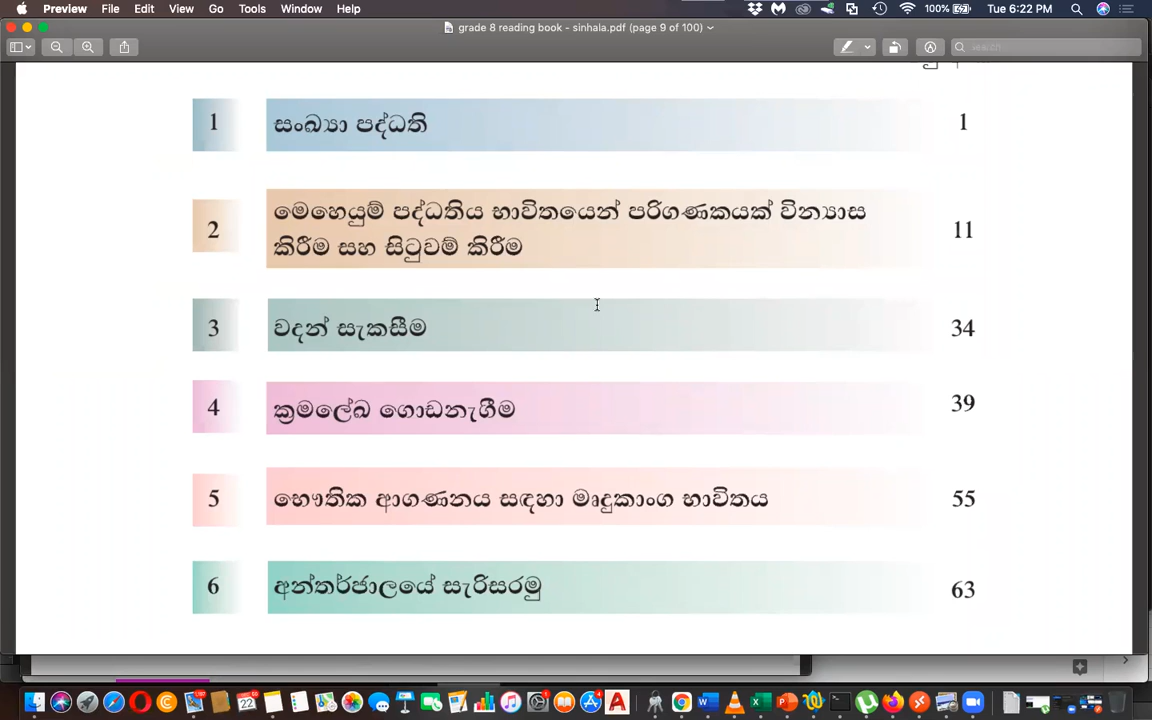 Preview File Edit View Go Tools Window Help 100% Tue 6:22 PM
grade 8 reading book - sinhala.pdf (page 9 of 100)
Search
1 සංඛ්‍යා පද්ධති 1
2 මෙහෙයුම් පද්ධතිය භාවිතයෙන් පරිගණකයක් වින්‍යාස 11
කිරීම සහ සිටුවම් කිරීම
3 වදන් සැකසීම 34
4 ක්‍රමලේඛ ගොඩනැගීම 39
5 භෞතික ආගණනය සඳහා මෘදුකාංග භාවිතය 55
6 අන්තර්ජාලයේ සැරිසරමු 63